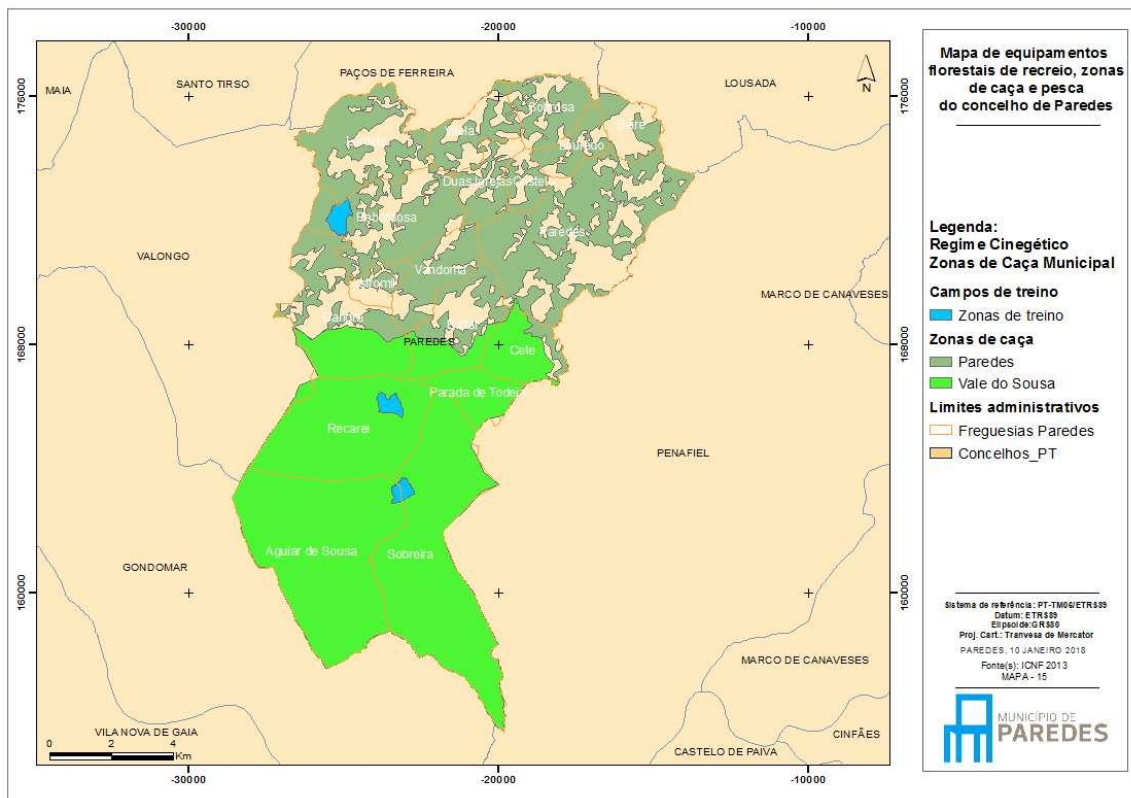 -30000
-20000
-10000
MAIA
SANTO TIRSO
PAÇOS DE FERREIRA
LOUSADA
N
176000
176000
Sobrosa
Beire
Louredo
Duas Igrejas
Rebordosa
Paredes
Vandoma
VALONGO
MARCO DE CANAVESES
168000
168000
PAREDES
Cete
Parada de Todeia
Recarei
PENAFIEL
Aguiar de Sousa
Sobreira
GONDOMAR
160000
160000
MARCO DE CANAVESES
VILA NOVA DE GAIA
CINFÃES
CASTELO DE PAIVA
0 2 4
Km
-30000
-20000
-10000
Mapa de equipamentos
florestais de recreio, zonas
de caça e pesca
do concelho de Paredes
Legenda:
Regime Cinegético
Zonas de Caça Municipal
Campos de treino
Zonas de treino
Zonas de caça
Paredes
Vale do Sousa
Limites administrativos
Freguesias Paredes
Concelhos_PT
Sistema de referência: PT-TM06/ETRS89
Datum: ETRS89
Elipsoide:GRS80
Proj. Cart.: Tranvesa de Mercator
PAREDES, 10 JANEIRO 2018
Fonte(s): ICNF 2013
MAPA - 15
MUNICÍPIO DE
PAREDES